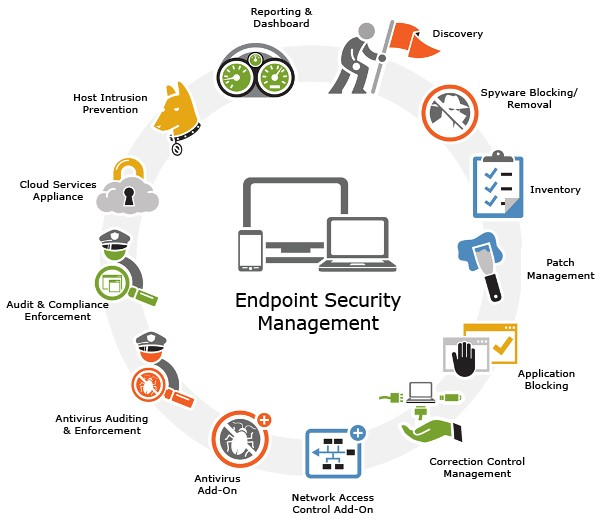 Reporting &
Dashboard
Discovery
Spyware Blocking/
Removal
Inventory
Patch
Management
Application
Blocking
Correction Control
Management
Network Access
Control Add-On
Antivirus
Add-On
Antivirus Auditing
& Enforcement
Audit & Compliance
Enforcement
Cloud Services
Appliance
Host Intrusion
Prevention
Endpoint Security
Management